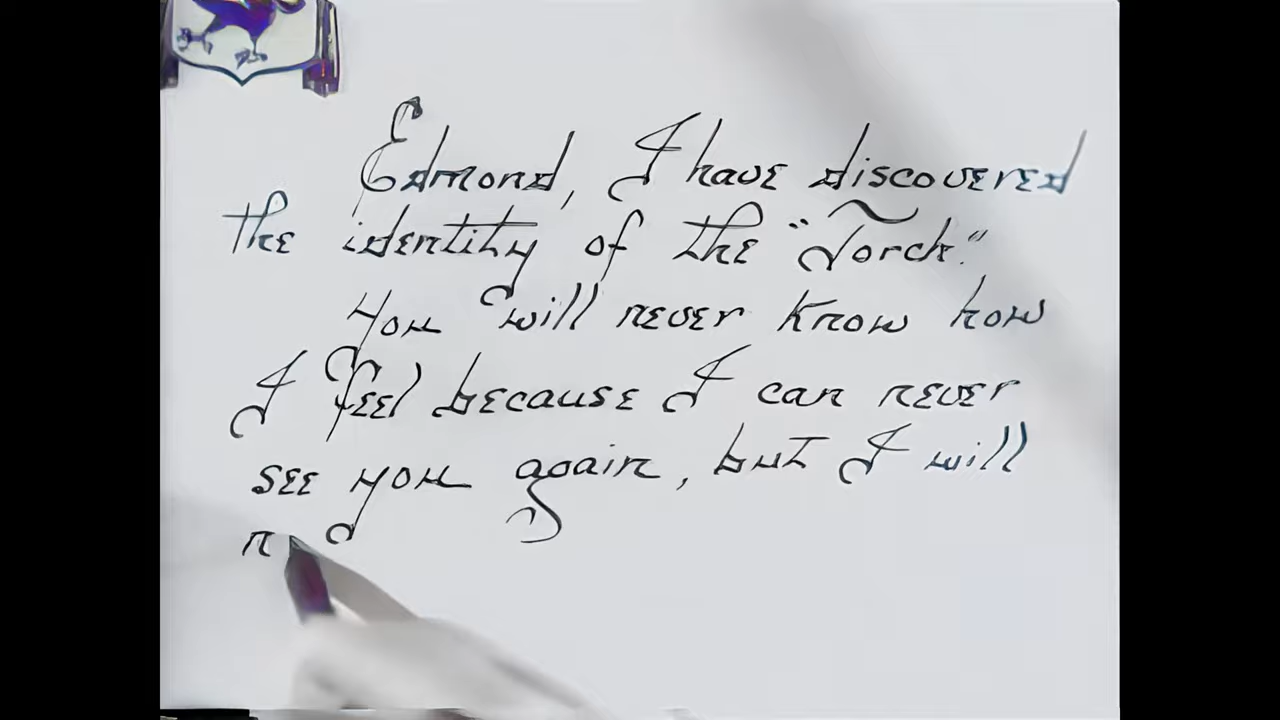 Edmond, I have discovered
the identity of the "Torch."
You will never know how
I feel because I can never
see you again, but I will
n